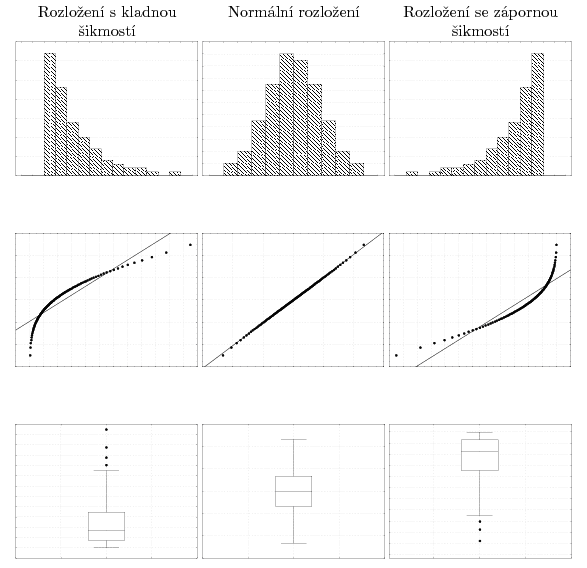 Rozložení s kladnou
šikmostí
Normální rozložení
Rozložení se zápornou
šikmostí